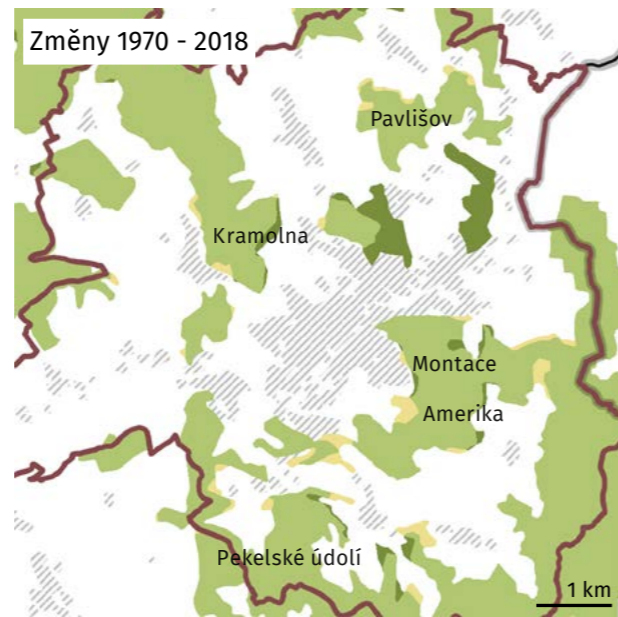 Změny 1970 - 2018
Pavlišov
Kramolna
Montace
Amerika
Pekelské údolí
1 km